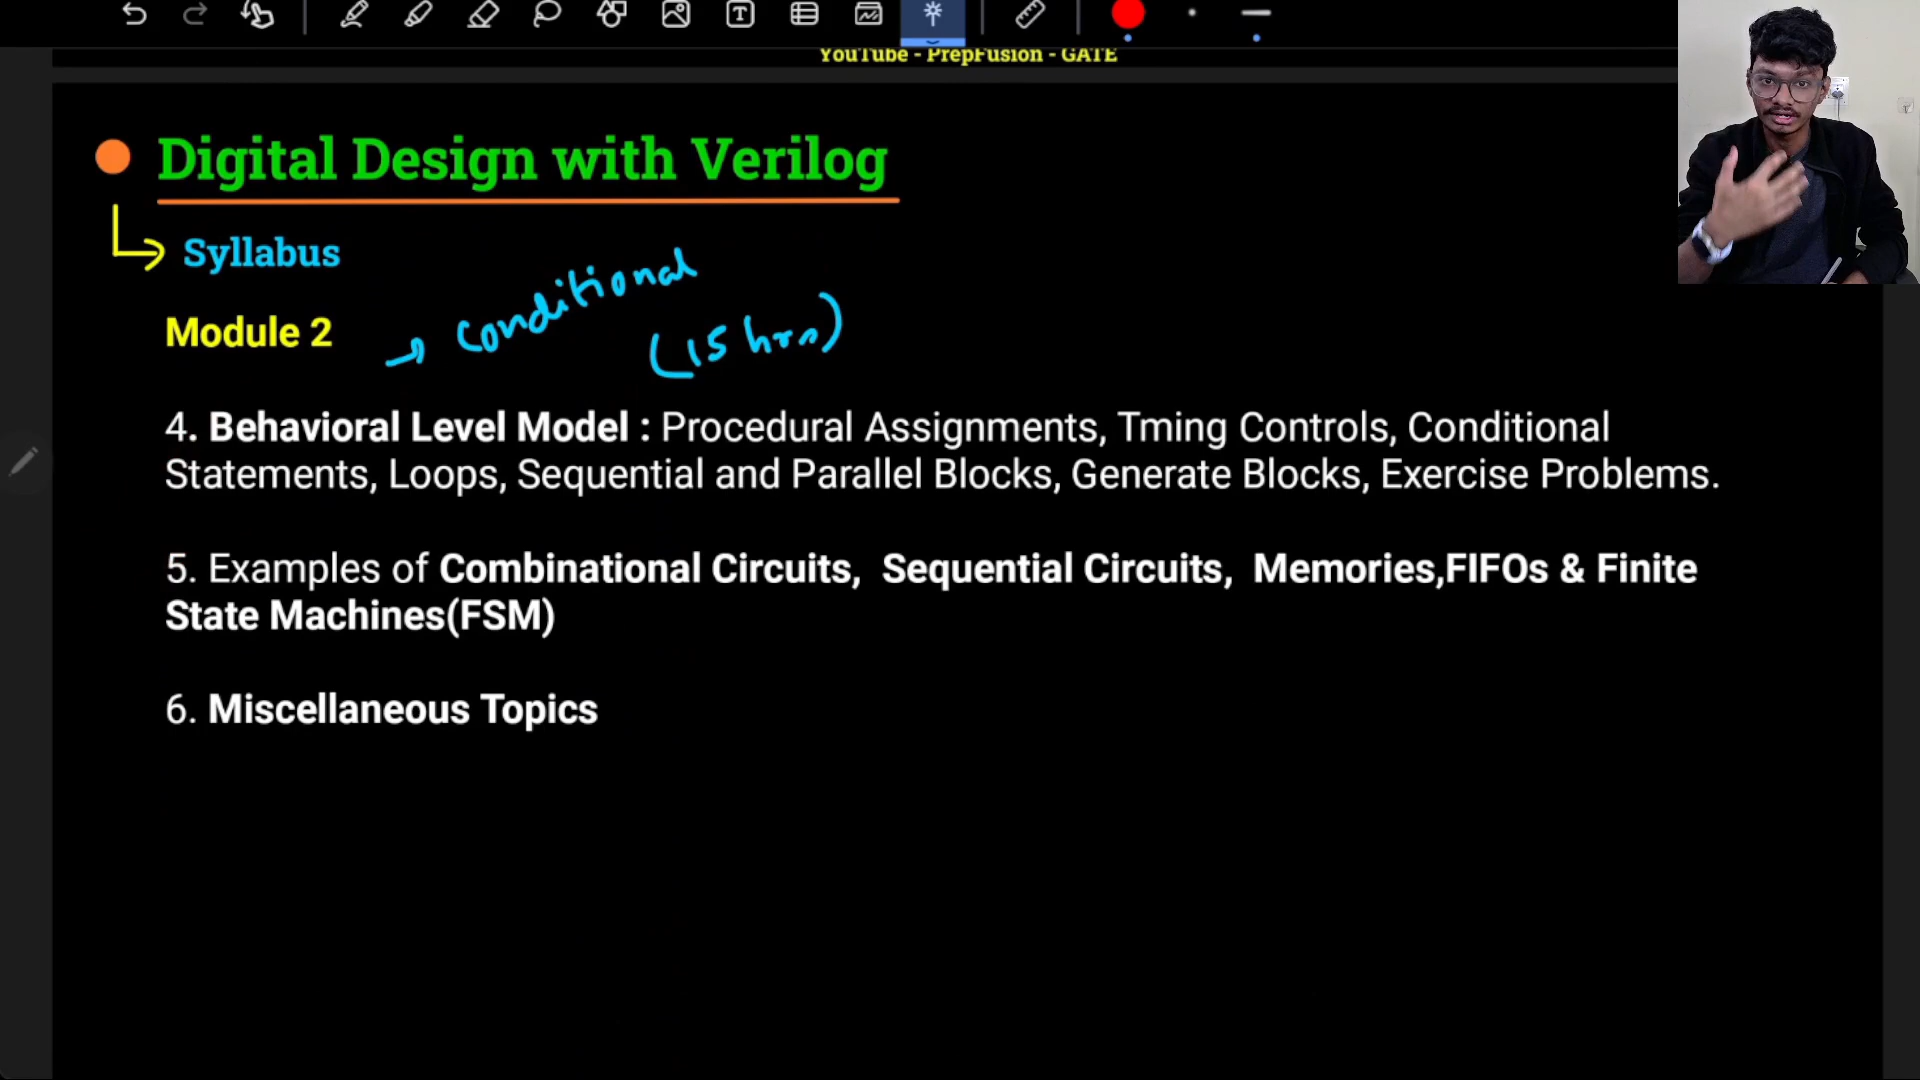 YouTube - PrepFusion - GATE
Digital Design with Verilog
Syllabus
Module 2 → Conditional
(15 hrs)
4. Behavioral Level Model : Procedural Assignments, Tming Controls, Conditional
Statements, Loops, Sequential and Parallel Blocks, Generate Blocks, Exercise Problems.
5. Examples of Combinational Circuits, Sequential Circuits, Memories,FIFOs & Finite
State Machines(FSM)
6. Miscellaneous Topics